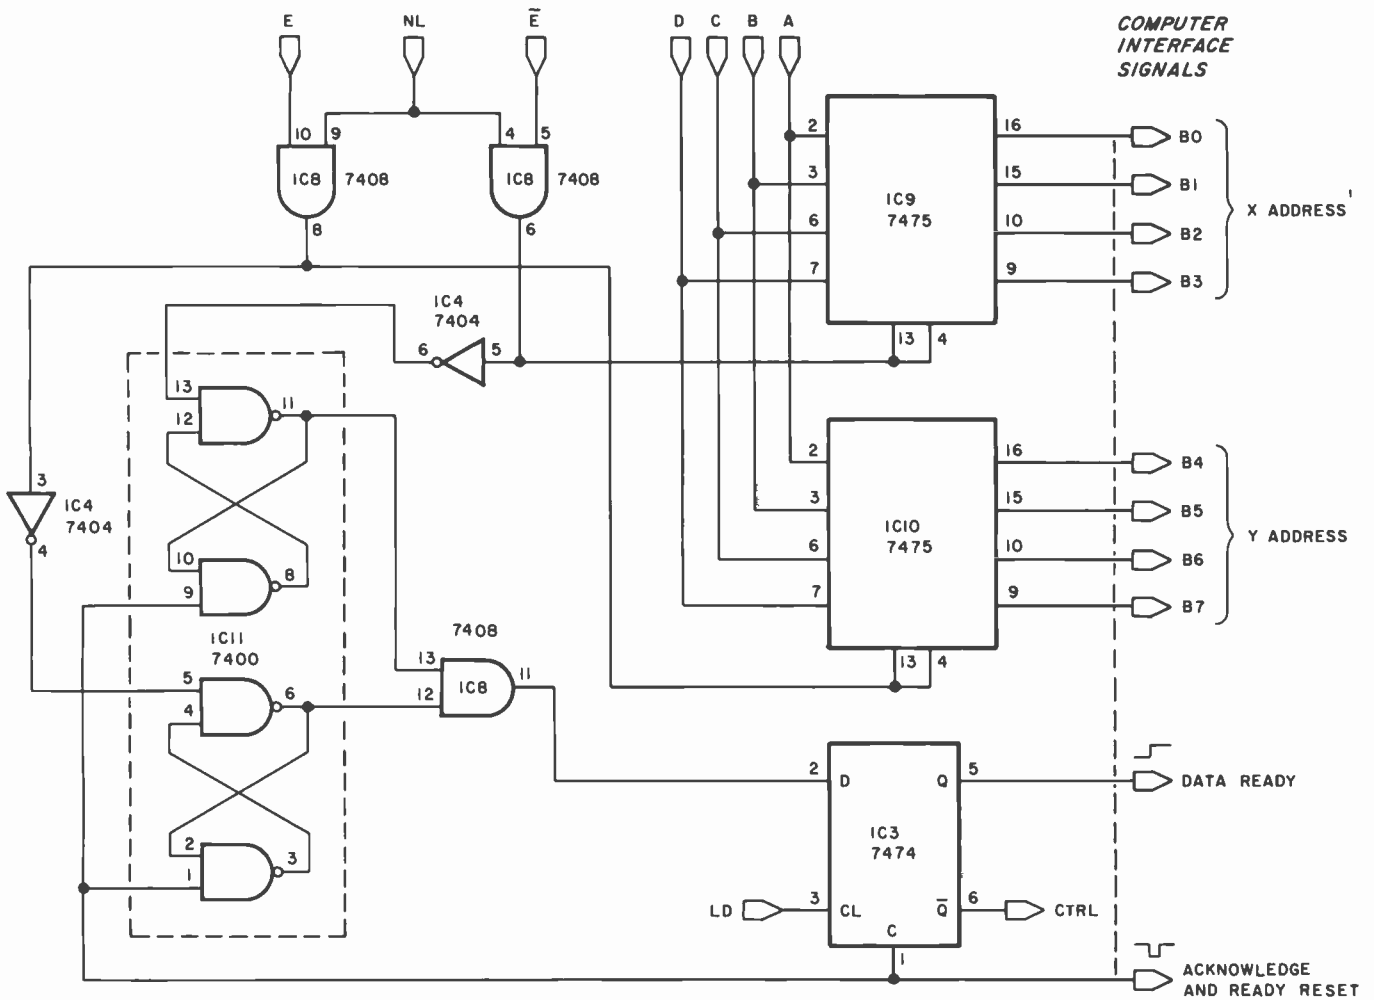 E NL E̅ D C B A
COMPUTER
INTERFACE
SIGNALS
10 9 4 5
IC8 7408 IC8 7408
8 6
2 16 B0
3 15 B1
IC9
7475
X ADDRESS'
6 10 B2
7 9 B3
13 4
IC4
7404
6 5
13
12 11
3
IC4
7404
4
10
9 8
IC11
7400
5
4 6
2
1 3
7408
13
12 IC8 11
2 16 B4
3 15 B5
IC10
7475
Y ADDRESS
6 10 B6
7 9 B7
13 4
2 D Q 5 DATA READY
IC3
7474
LD 3 CL Q̅ 6 CTRL
C
1
ACKNOWLEDGE
AND READY RESET